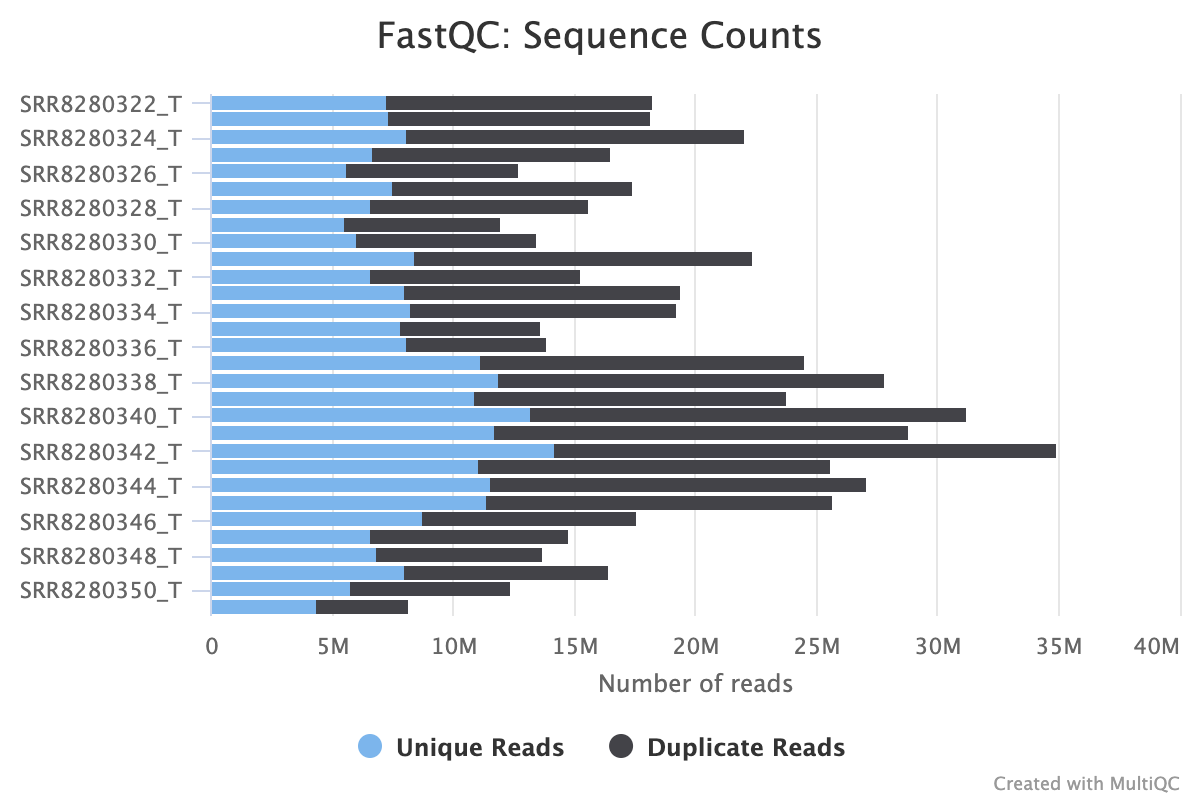 FastQC: Sequence Counts
SRR8280322_T
SRR8280324_T
SRR8280326_T
SRR8280328_T
SRR8280330_T
SRR8280332_T
SRR8280334_T
SRR8280336_T
SRR8280338_T
SRR8280340_T
SRR8280342_T
SRR8280344_T
SRR8280346_T
SRR8280348_T
SRR8280350_T
0 5M 10M 15M 20M 25M 30M 35M 40M
Number of reads
Unique Reads Duplicate Reads
Created with MultiQC